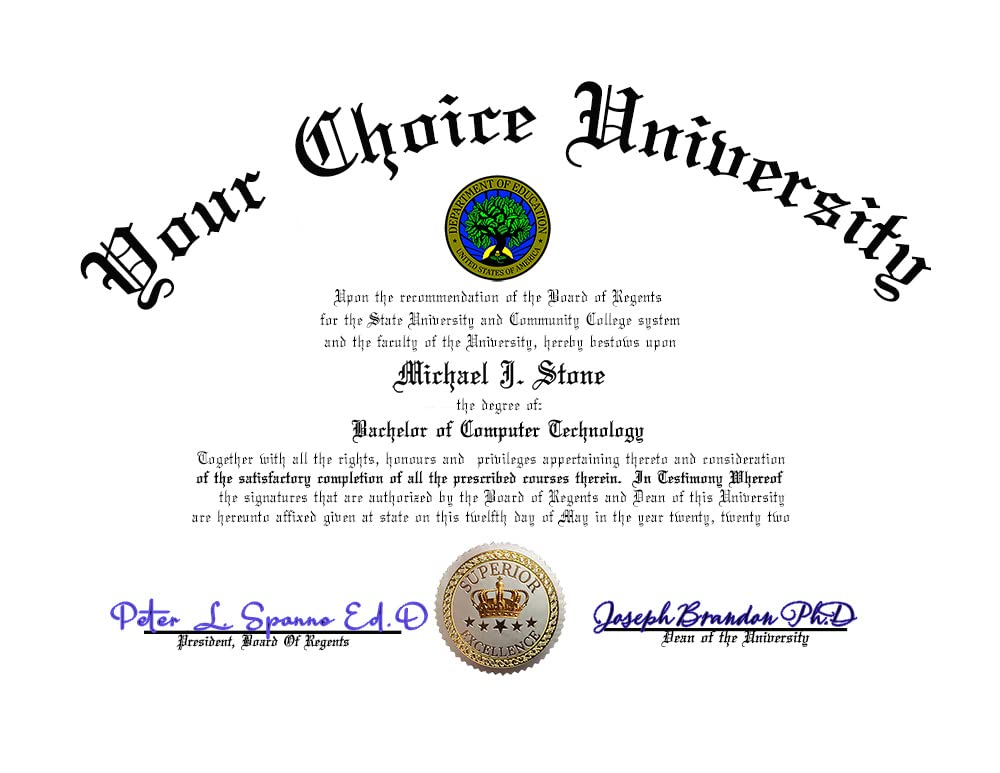 Your Choice University
DEPARTMENT OF EDUCATION
UNITED STATES OF AMERICA
Upon the recommendation of the Board of Regents
for the State University and Community College system
and the faculty of the University, hereby bestows upon
Michael J. Stone
the degree of:
Bachelor of Computer Technology
Together with all the rights, honours and privileges appertaining thereto and consideration
of the satisfactory completion of all the prescribed courses therein. In Testimony Whereof
the signatures that are authorized by the Board of Regents and Dean of this University
are hereunto affixed given at state on this twelfth day of May in the year twenty, twenty two
SUPERIOR
EXCELLENCE
Peter L. Spanno Ed.D
President, Board Of Regents
Joseph Brandon Ph.D
Dean of the University